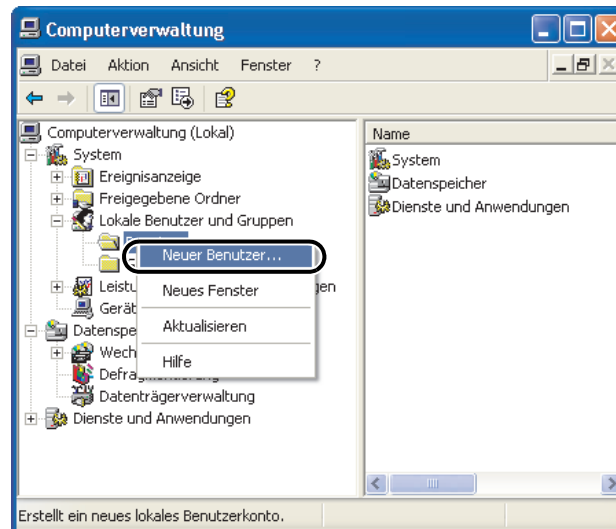 Computerverwaltung
Datei Aktion Ansicht Fenster ?
Computerverwaltung (Lokal)
System
Ereignisanzeige
Freigegebene Ordner
Lokale Benutzer und Gruppen
Neuer Benutzer...
Neues Fenster
Aktualisieren
Hilfe
Leistu
gen
Gerät
Datenspe
Wech
Defra
Datenträgerverwaltung
Dienste und Anwendungen
Name
System
Datenspeicher
Dienste und Anwendungen
Erstellt ein neues lokales Benutzerkonto.